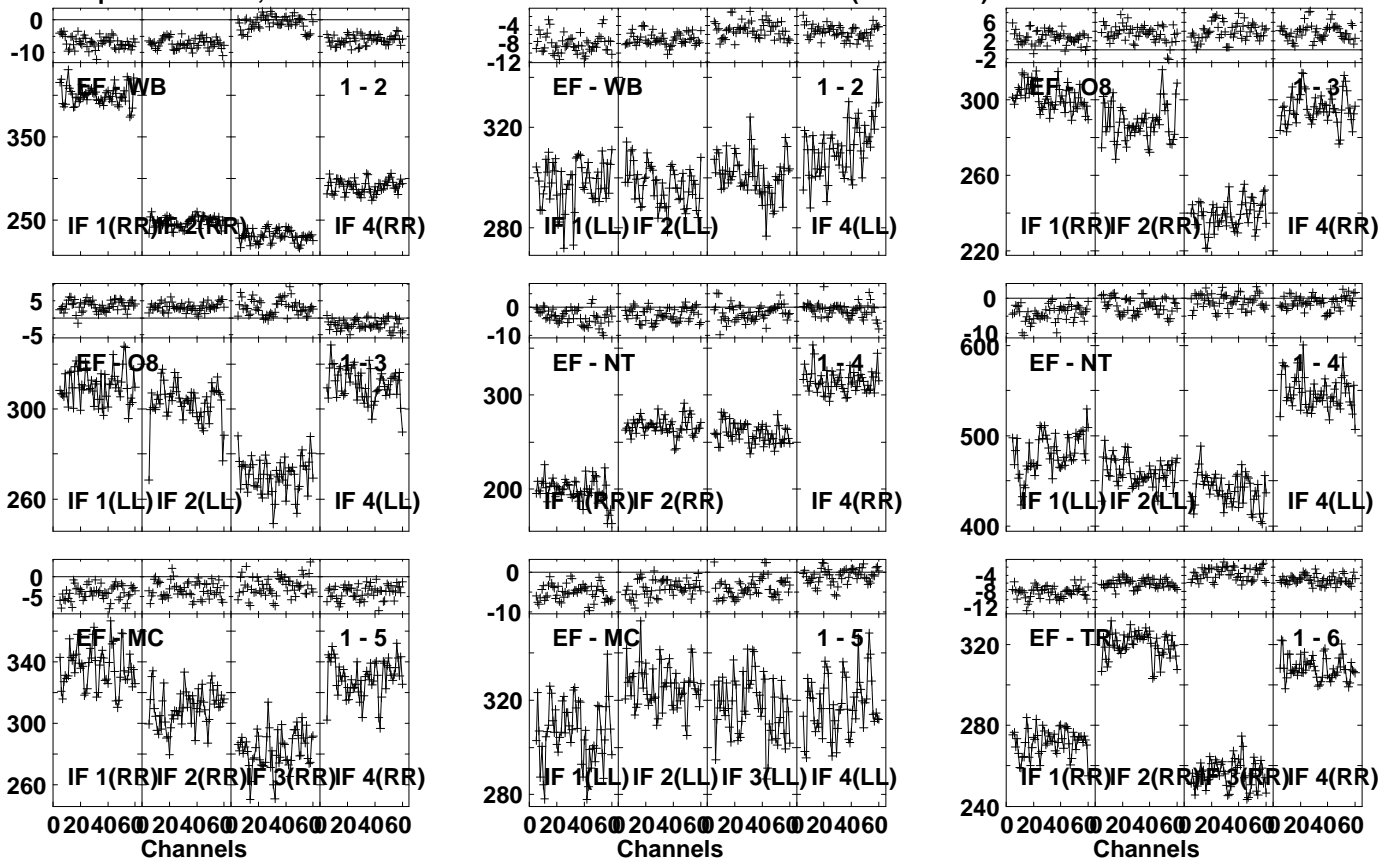 0
-10
EF - WB 1 - 2
350
250
IF 1(RR) IF 2(RR) IF 4(RR)
-4
-8
-12
EF - WB 1 - 2
320
280
IF 1(LL) IF 2(LL) IF 4(LL)
6
2
-2
EF - O8 1 - 3
300
260
220
IF 1(RR) IF 2(RR) IF 4(RR)
5
-5
EF - O8 1 - 3
300
260
IF 1(LL) IF 2(LL) IF 4(LL)
0
-10
EF - NT 1 - 4
300
200
IF 1(RR) IF 2(RR) IF 4(RR)
0
-10
600
EF - NT 1 - 4
500
400
IF 1(LL) IF 2(LL) IF 4(LL)
0
-5
EF - MC 1 - 5
340
300
260
IF 1(RR) IF 2(RR) IF 3(RR) IF 4(RR)
0 20 40 60 0 20 40 60 0 20 40 60 0 20 40 60
Channels
0
-10
EF - MC 1 - 5
320
280
IF 1(LL) IF 2(LL) IF 3(LL) IF 4(LL)
0 20 40 60 0 20 40 60 0 20 40 60 0 20 40 60
Channels
-4
-8
-12
EF - TR 1 - 6
320
280
240
IF 1(RR) IF 2(RR) IF 3(RR) IF 4(RR)
0 20 40 60 0 20 40 60 0 20 40 60 0 20 40 60
Channels